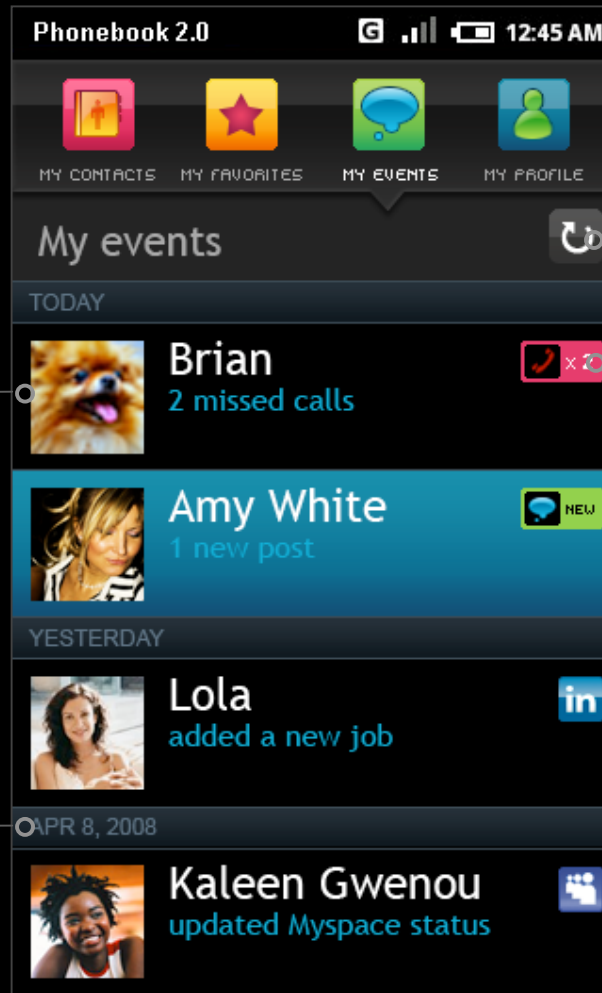 Phonebook 2.0 G 12:45 AM
MY CONTACTS MY FAVORITES MY EVENTS MY PROFILE
My events
TODAY
Brian
x 2
2 missed calls
Amy White
NEW
1 new post
YESTERDAY
Lola
in
added a new job
APR 8, 2008
Kaleen Gwenou
updated Myspace status